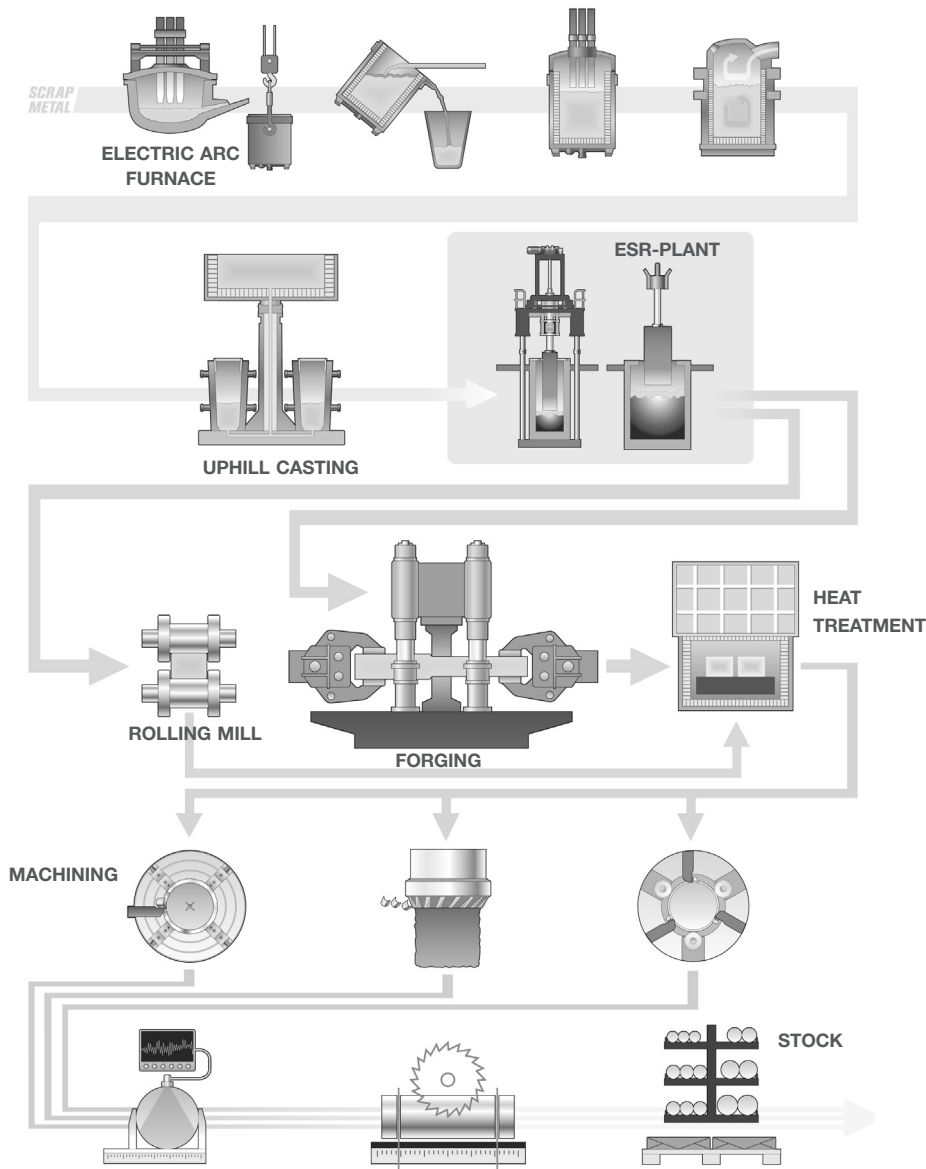 SCRAP
METAL
ELECTRIC ARC
FURNACE
ESR-PLANT
UPHILL CASTING
HEAT
TREATMENT
ROLLING MILL
FORGING
MACHINING
STOCK